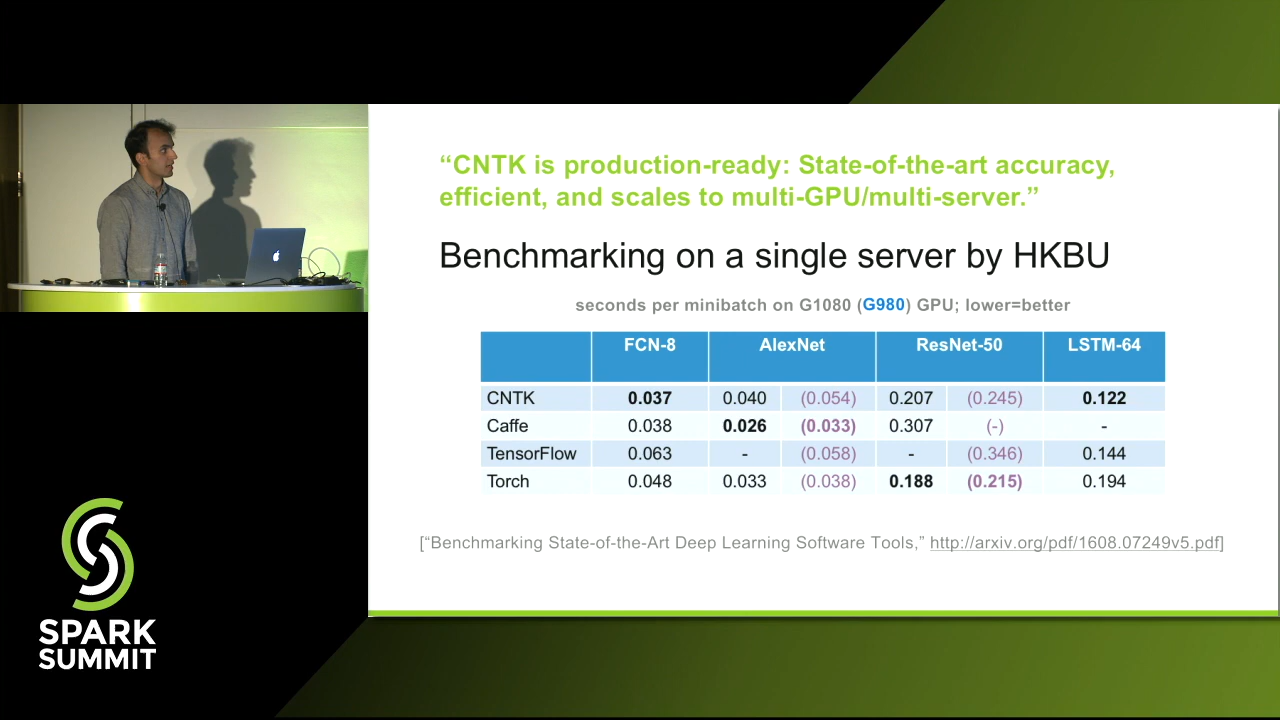 “CNTK is production-ready: State-of-the-art accuracy,
efficient, and scales to multi-GPU/multi-server.”
Benchmarking on a single server by HKBU
seconds per minibatch on G1080 (G980) GPU; lower=better
FCN-8 AlexNet ResNet-50 LSTM-64
CNTK 0.037 0.040 (0.054) 0.207 (0.245) 0.122
Caffe 0.038 0.026 (0.033) 0.307 (-) -
TensorFlow 0.063 - (0.058) - (0.346) 0.144
Torch 0.048 0.033 (0.038) 0.188 (0.215) 0.194
[“Benchmarking State-of-the-Art Deep Learning Software Tools,” http://arxiv.org/pdf/1608.07249v5.pdf]
SPARK
SUMMIT